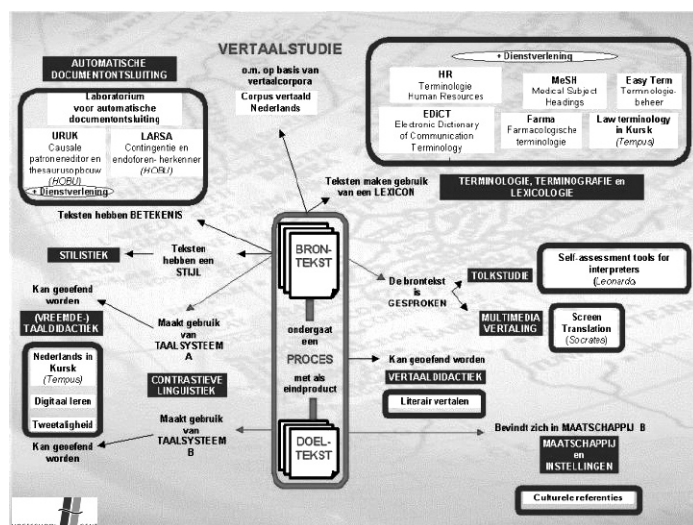 VERTAALSTUDIE
o.m. op basis van
vertaalcorpora
Corpus vertaald
Nederlands
AUTOMATISCHE
DOCUMENTONTSLUITING
Laboratorium
voor automatische
documentontsluiting
URUK
Causale
patroneneditor en
thesaurusopbouw
(HOBU)
LARSA
Contingentie en
endoforen- herkenner
(HOBU)
+ Dienstverlening
+ Dienstverlening
HR
Terminologie
Human Resources
MeSH
Medical Subject
Headings
Easy Term
Terminologie-
beheer
EDiCT
Electronic Dictionary
of Communication
Terminology
Farma
Farmacologische
terminologie
Law terminology
in Kursk
(Tempus)
Teksten maken gebruik
van een LEXICON
TERMINOLOGIE, TERMINOGRAFIE en
LEXICOLOGIE
Teksten hebben BETEKENIS
STILISTIEK
Teksten
hebben een
STIJL
BRON-
TEKST
De brontekst
is
GESPROKEN
TOLKSTUDIE
Self-assessment tools for
interpreters
(Leonardo)
MULTIMEDIA
VERTALING
Screen
Translation
(Socrates)
Kan geoefend
worden
(VREEMDE-)
TAALDIDACTIEK
Maakt gebruik
van
TAALSYSTEEM
A
ondergaat
een
PROCES
met als
eindproduct
Kan geoefend worden
VERTAALDIDACTIEK
Literair vertalen
Nederlands in
Kursk
(Tempus)
Digitaal leren
Tweetaligheid
CONTRASTIEVE
LINGUISTIEK
Maakt gebruik
van
TAALSYSTEEM
B
Kan geoefend
worden
DOEL-
TEKST
Bevindt zich in MAATSCHAPPIJ B
MAATSCHAPPIJ
en
INSTELLINGEN
Culturele referenties